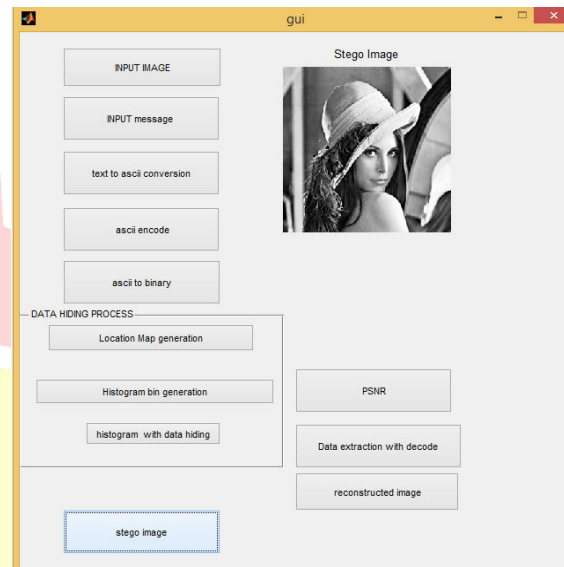 gui
INPUT IMAGE
INPUT message
text to ascii conversion
ascii encode
ascii to binary
DATA HIDING PROCESS
Location Map generation
Histogram bin generation
histogram with data hiding
stego image
Stego Image
PSNR
Data extraction with decode
reconstructed image